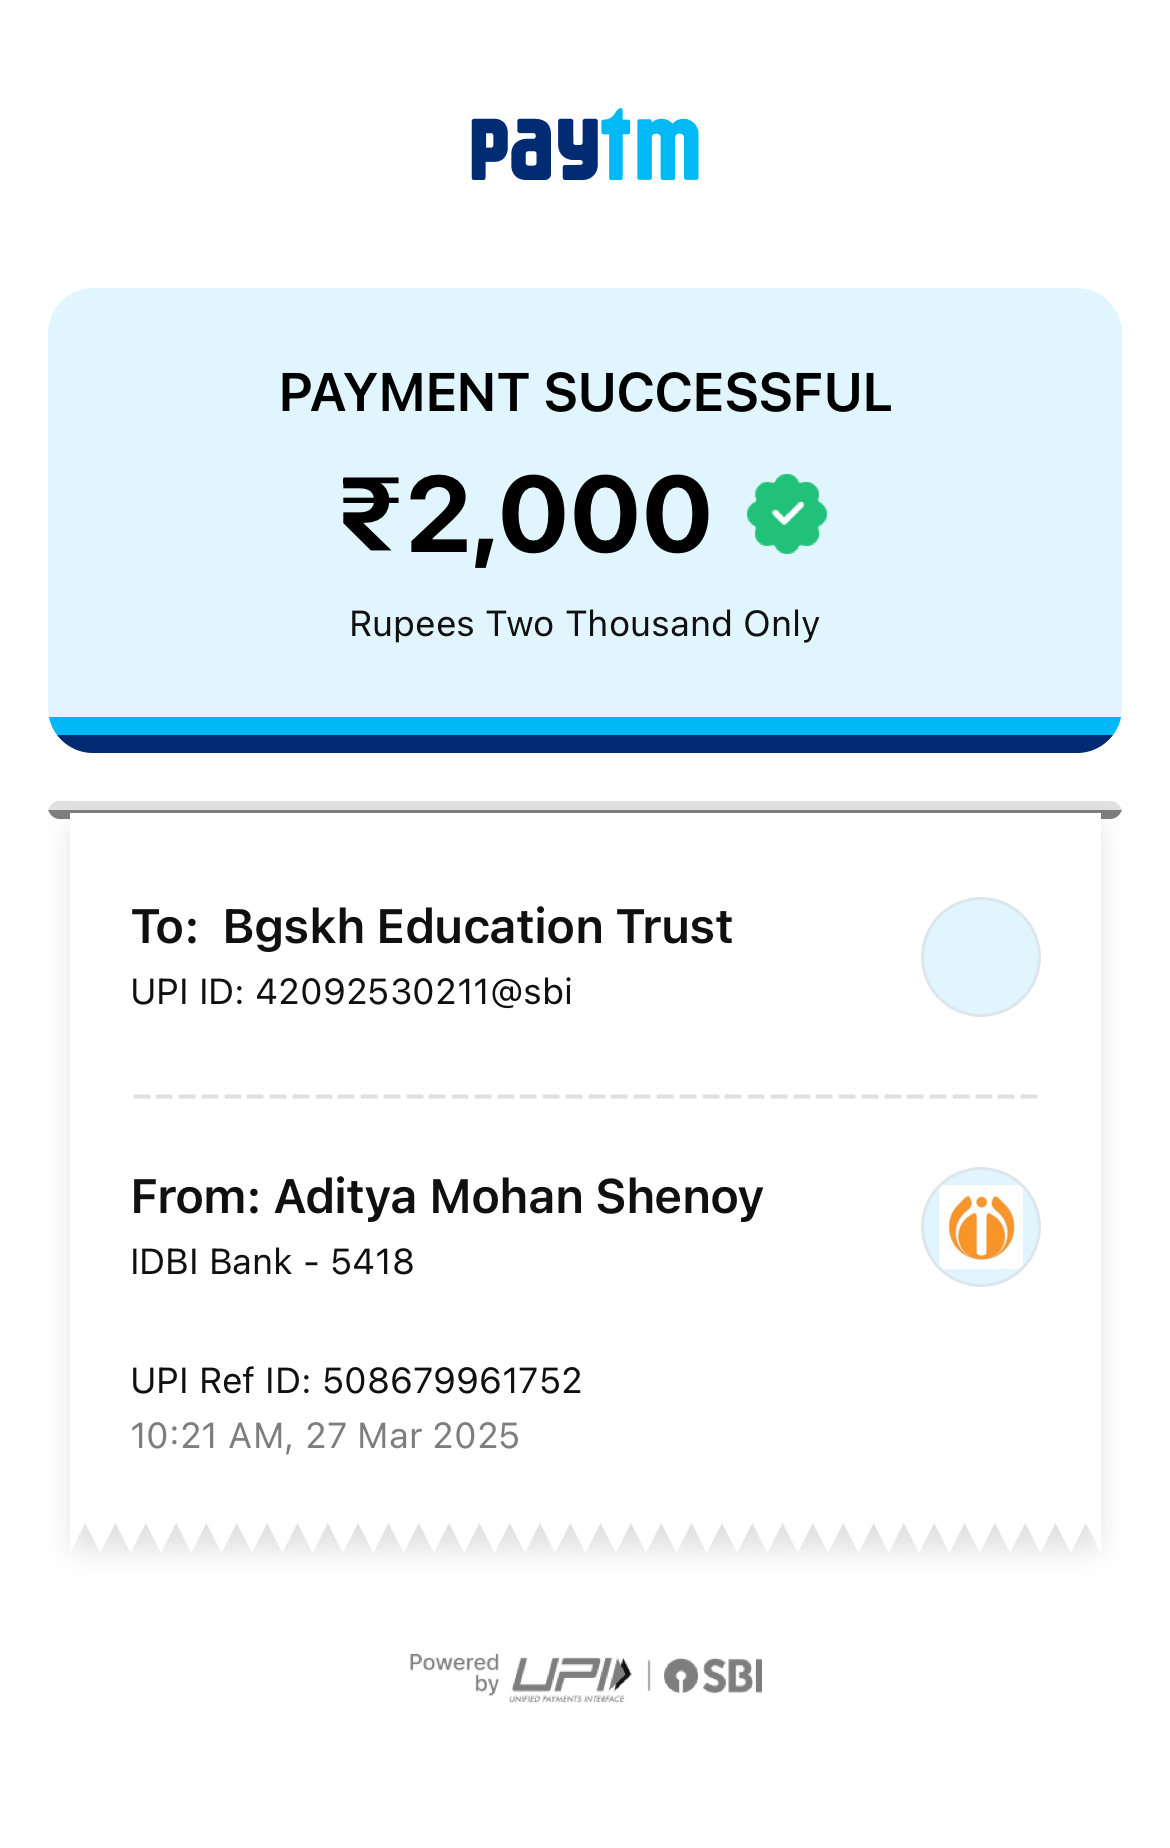 paytm
PAYMENT SUCCESSFUL
₹2,000
Rupees Two Thousand Only
To: Bgskh Education Trust
UPI ID: 42092530211@sbi
From: Aditya Mohan Shenoy
IDBI Bank - 5418
UPI Ref ID: 508679961752
10:21 AM, 27 Mar 2025
Powered by UPI | SBI
UNIFIED PAYMENTS INTERFACE